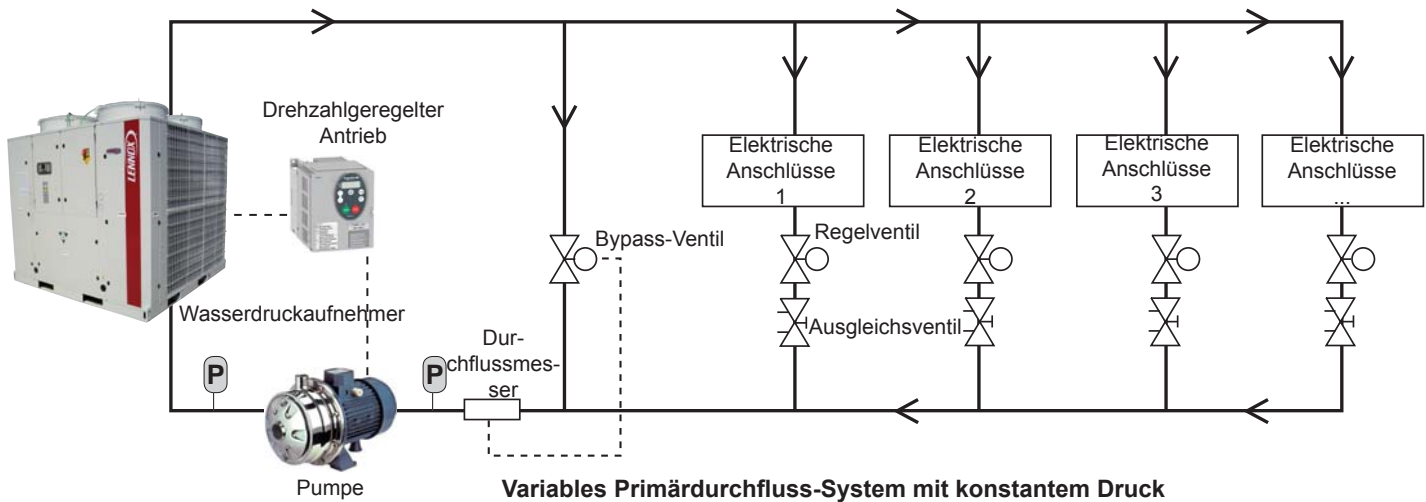 Drehzahlgeregelter
Antrieb
LENNOX
Elektrische
Anschlüsse
1
Elektrische
Anschlüsse
2
Elektrische
Anschlüsse
3
Elektrische
Anschlüsse
...
Bypass-Ventil
Regelventil
Wasserdruckaufnehmer
Ausgleichsventil
P
P
Dur-
chflussmes-
ser
Pumpe
Variables Primärdurchfluss-System mit konstantem Druck